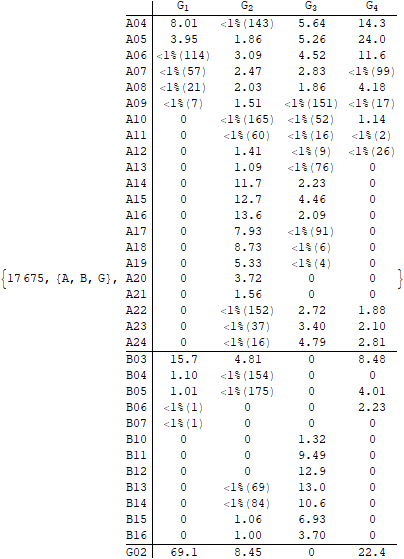 G1 G2 G3 G4
A04 8.01 <1%(143) 5.64 14.3
A05 3.95 1.86 5.26 24.0
A06 <1%(114) 3.09 4.52 11.6
A07 <1%(57) 2.47 2.83 <1%(99)
A08 <1%(21) 2.03 1.86 4.18
A09 <1%(7) 1.51 <1%(151) <1%(17)
A10 0 <1%(165) <1%(52) 1.14
A11 0 <1%(60) <1%(16) <1%(2)
A12 0 1.41 <1%(9) <1%(26)
A13 0 1.09 <1%(76) 0
A14 0 11.7 2.23 0
A15 0 12.7 4.46 0
A16 0 13.6 2.09 0
A17 0 7.93 <1%(91) 0
A18 0 8.73 <1%(6) 0
A19 0 5.33 <1%(4) 0
{17675, {A, B, G}, A20 0 3.72 0 0 }
A21 0 1.56 0 0
A22 0 <1%(152) 2.72 1.88
A23 0 <1%(37) 3.40 2.10
A24 0 <1%(16) 4.79 2.81
B03 15.7 4.81 0 8.48
B04 1.10 <1%(154) 0 0
B05 1.01 <1%(175) 0 4.01
B06 <1%(1) 0 0 2.23
B07 <1%(1) 0 0 0
B10 0 0 1.32 0
B11 0 0 9.49 0
B12 0 0 12.9 0
B13 0 <1%(69) 13.0 0
B14 0 <1%(84) 10.6 0
B15 0 1.06 6.93 0
B16 0 1.00 3.70 0
G02 69.1 8.45 0 22.4